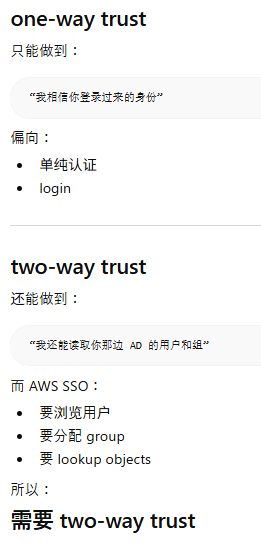 one-way trust
只能做到：
“我相信你登录过来的身份”
偏向：
• 单纯认证
• login
two-way trust
还能做到：
“我还能读取你那边 AD 的用户和组”
而 AWS SSO：
• 要浏览用户
• 要分配 group
• 要 lookup objects
所以：
需要 two-way trust